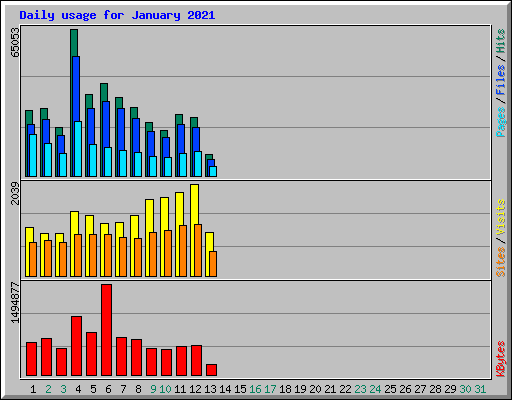 Daily usage for January 2021
65053
Pages / Files / Hits
2039
Sites / Visits
1494877
KBytes
1 2 3 4 5 6 7 8 9 10 11 12 13 14 15 16 17 18 19 20 21 22 23 24 25 26 27 28 29 30 31